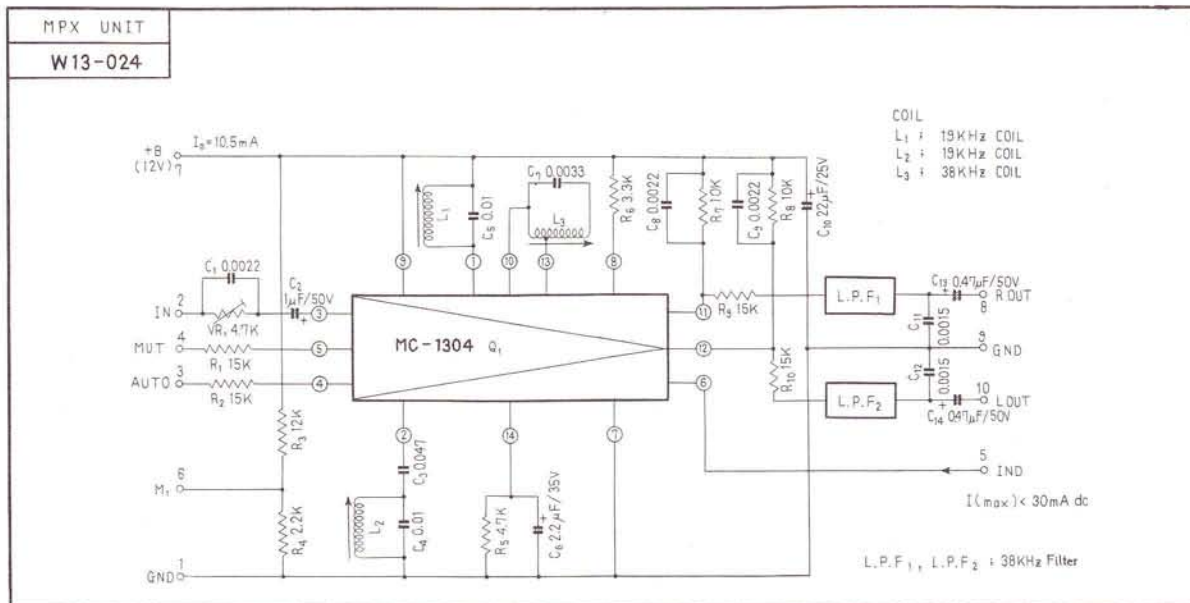 MPX UNIT
W13-024
COIL
L₁ : 19KHz COIL
L₂ : 19KHz COIL
L₃ : 38KHz COIL
+B
(12V) 7
I₀=10.5mA
C₇ 0.0033
L₁
C₅ 0.01
L₃
R₆ 3.3K
C₈ 0.0022
R₇ 10K
C₉ 0.0022
R₈ 10K
C₁₀ 22μF/25V
9
1
10
13
8
C₁ 0.0022
C₂
1μF/50V
IN 2
VR₁ 4.7K
3
MUT 4
R₁ 15K
5
AUTO 3
R₂ 15K
4
MC-1304 Q₁
11
R₉ 15K
12
R₁₀ 15K
6
L.P.F₁
L.P.F₂
C₁₃ 0.47μF/50V
R OUT
8
C₁₁
0.0015
9
GND
C₁₂
0.0015
10
L OUT
C₁₄ 0.47μF/50V
2
14
7
R₃ 12K
C₃ 0.047
5
IND
I(max)< 30mA dc
6
M₁
R₄ 2.2K
L₂
C₄ 0.01
R₅ 4.7K
C₆ 2.2μF/35V
GND 1
L.P.F₁, L.P.F₂ : 38KHz Filter